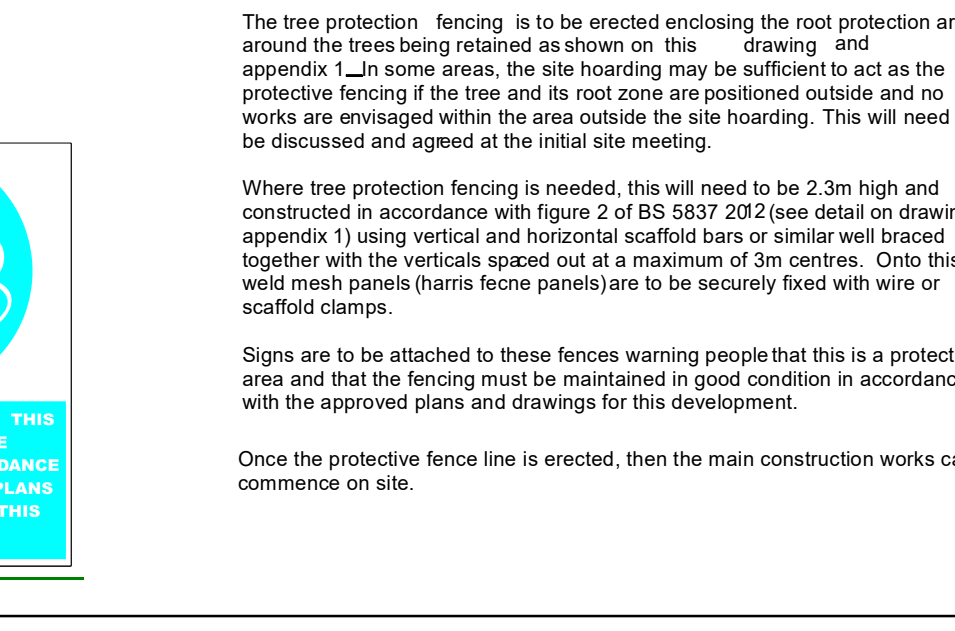 The tree protection fencing is to be erected enclosing the root protection ar
around the trees being retained as shown on this drawing and
appendix 1_In some areas, the site hoarding may be sufficient to act as the
protective fencing if the tree and its root zone are positioned outside and no
works are envisaged within the area outside the site hoarding. This will need
be discussed and agreed at the initial site meeting.
Where tree protection fencing is needed, this will need to be 2.3m high and
constructed in accordance with figure 2 of BS 5837 2012 (see detail on drawin
appendix 1) using vertical and horizontal scaffold bars or similar well braced
together with the verticals spaced out at a maximum of 3m centres. Onto this
weld mesh panels (harris fecne panels) are to be securely fixed with wire or
scaffold clamps.
Signs are to be attached to these fences warning people that this is a protect
area and that the fencing must be maintained in good condition in accordanc
with the approved plans and drawings for this development.
Once the protective fence line is erected, then the main construction works ca
commence on site.
THIS
E
DANCE
PLANS
THIS